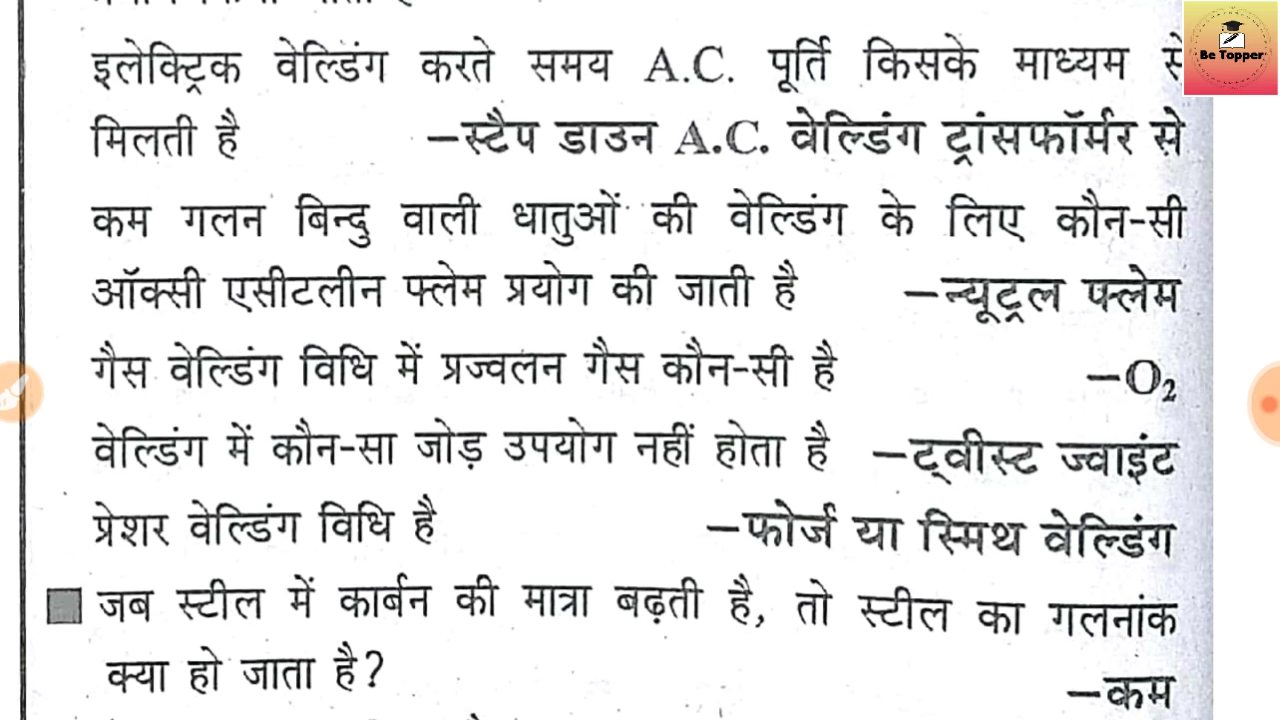 इलेक्ट्रिक वेल्डिंग करते समय A.C. पूर्ति किसके माध्यम से
मिलती है –स्टैप डाउन A.C. वेल्डिंग ट्रांसफॉर्मर से
कम गलन बिन्दु वाली धातुओं की वेल्डिंग के लिए कौन-सी
ऑक्सी एसीटलीन फ्लेम प्रयोग की जाती है –न्यूट्रल फ्लेम
गैस वेल्डिंग विधि में प्रज्वलन गैस कौन-सी है –O₂
वेल्डिंग में कौन-सा जोड़ उपयोग नहीं होता है –ट्वीस्ट ज्वाइंट
प्रेशर वेल्डिंग विधि है –फोर्ज या स्मिथ वेल्डिंग
जब स्टील में कार्बन की मात्रा बढ़ती है, तो स्टील का गलनांक
क्या हो जाता है?
–कम
Be Topper